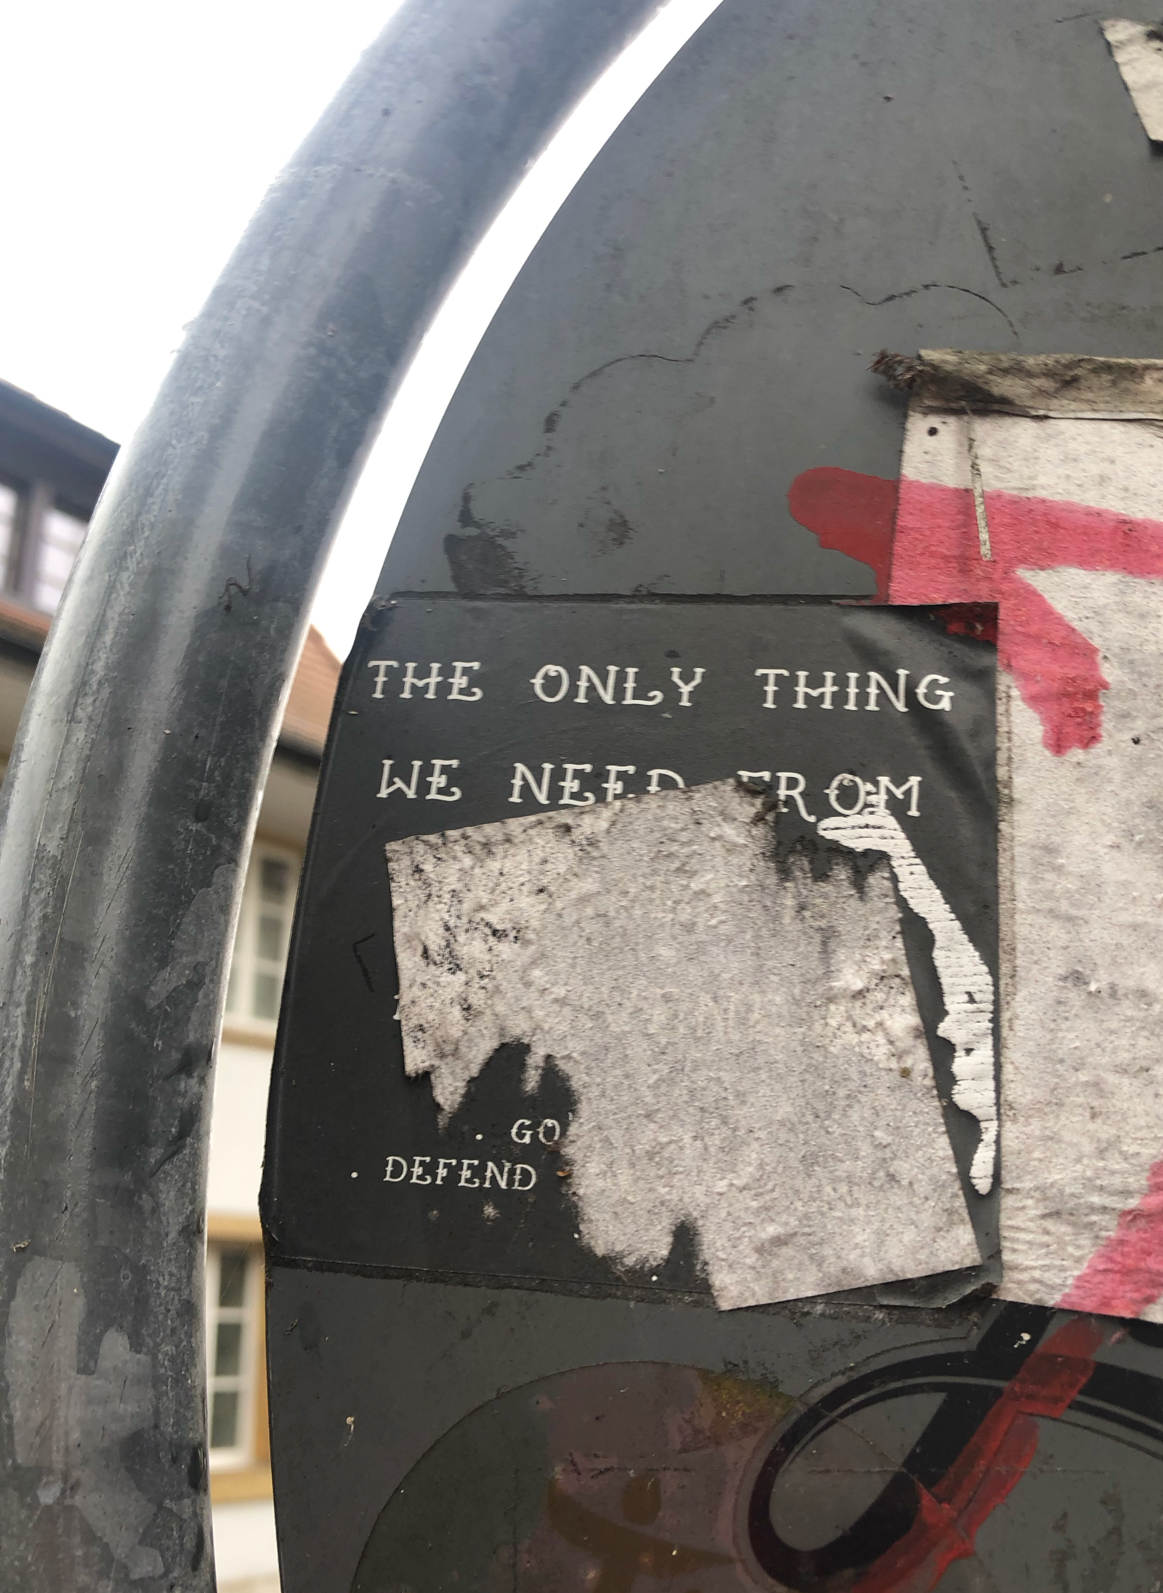 THE ONLY THING
WE NEED FROM
. GO
. DEFEND